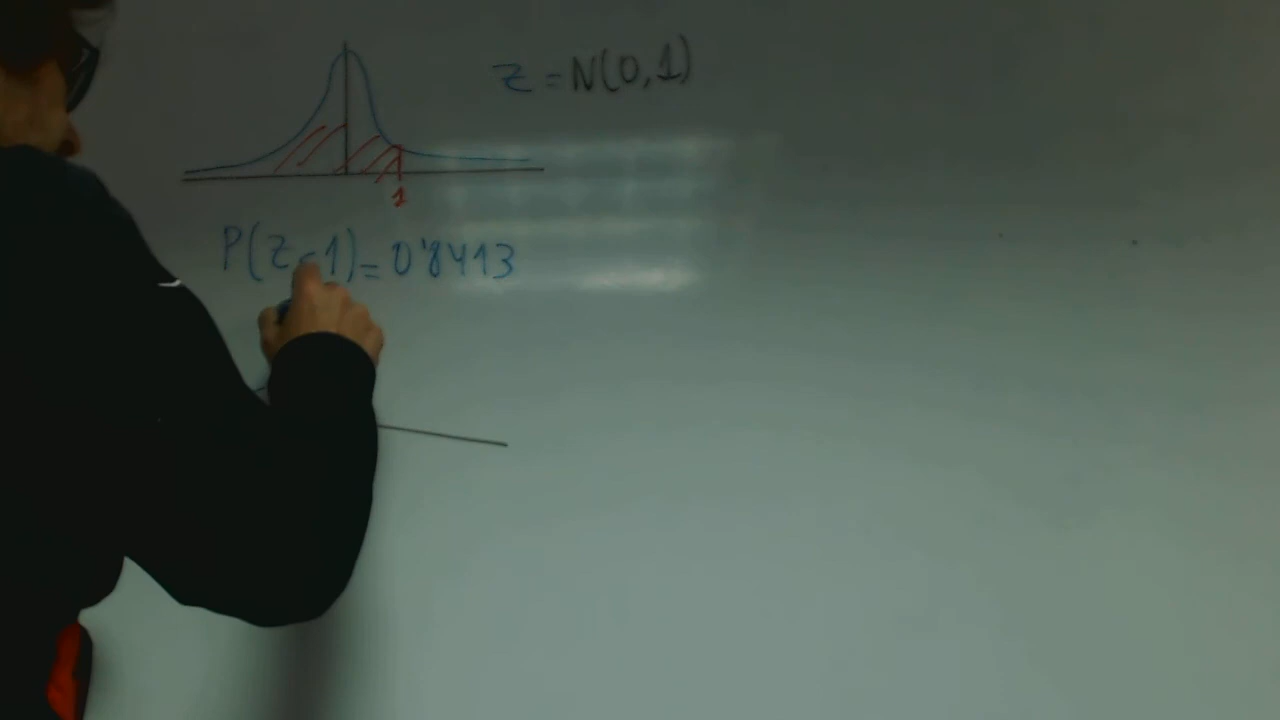 z = N(0,1)
1
P(z<1) = 0'8413